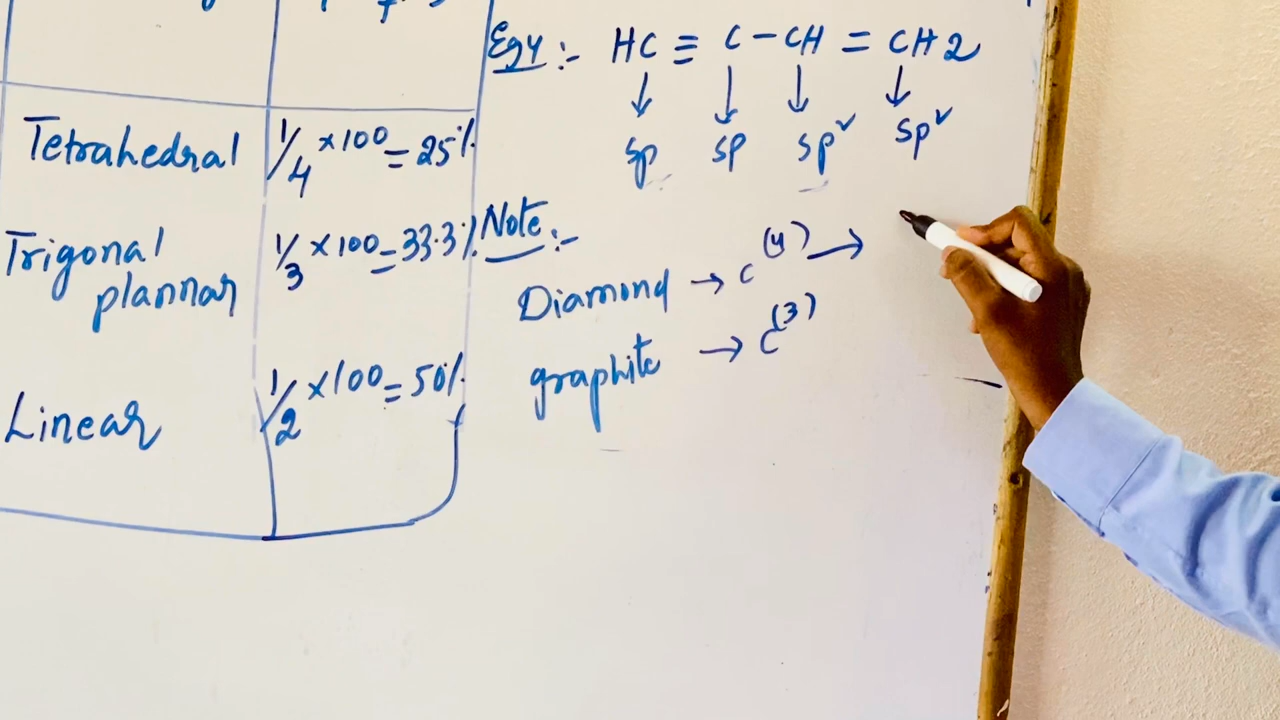 Tetrahedral 1/4 ×100 = 25%
Trigonal plannar 1/3 ×100 = 33.3%
Linear 1/2 ×100 = 50%
Eg4 :- HC ≡ C - CH = CH2
↓ ↓ ↓ ↓
sp sp sp² sp²
Note :-
Diamond → C (4) →
graphite → C (3)